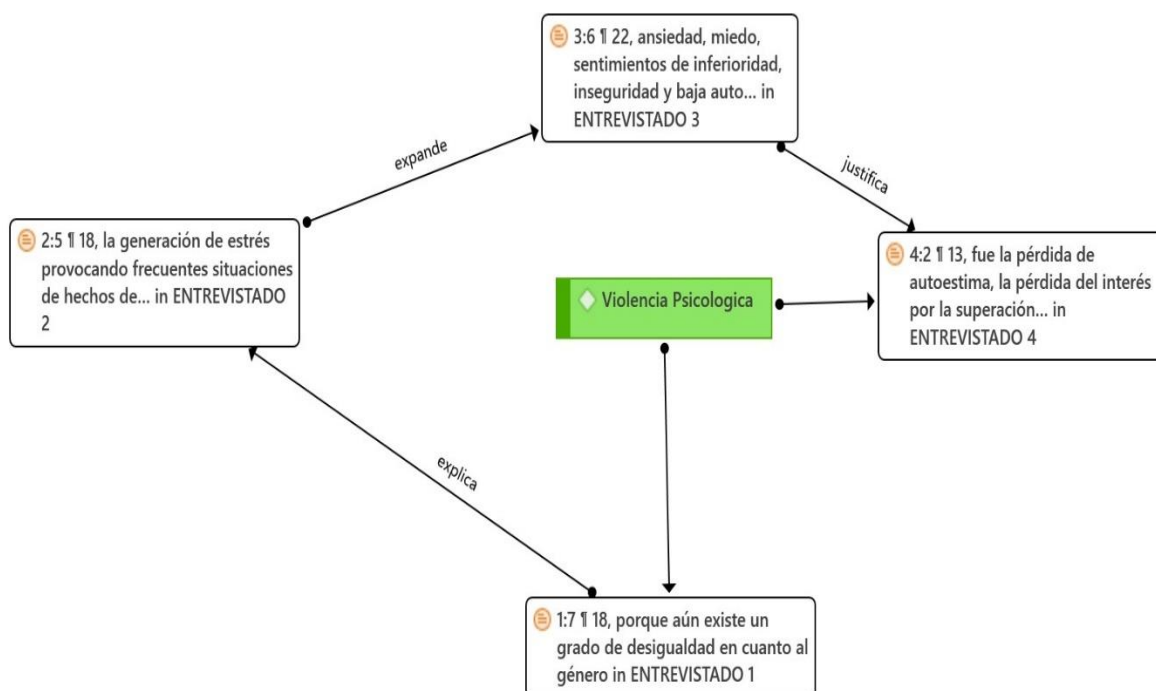 3:6 ¶ 22, ansiedad, miedo,
sentimientos de inferioridad,
inseguridad y baja auto... in
ENTREVISTADO 3
expande
justifica
2:5 ¶ 18, la generación de estrés
provocando frecuentes situaciones
de hechos de... in ENTREVISTADO
2
4:2 ¶ 13, fue la pérdida de
autoestima, la pérdida del interés
por la superación... in
ENTREVISTADO 4
Violencia Psicologica
explica
1:7 ¶ 18, porque aún existe un
grado de desigualdad en cuanto al
género in ENTREVISTADO 1